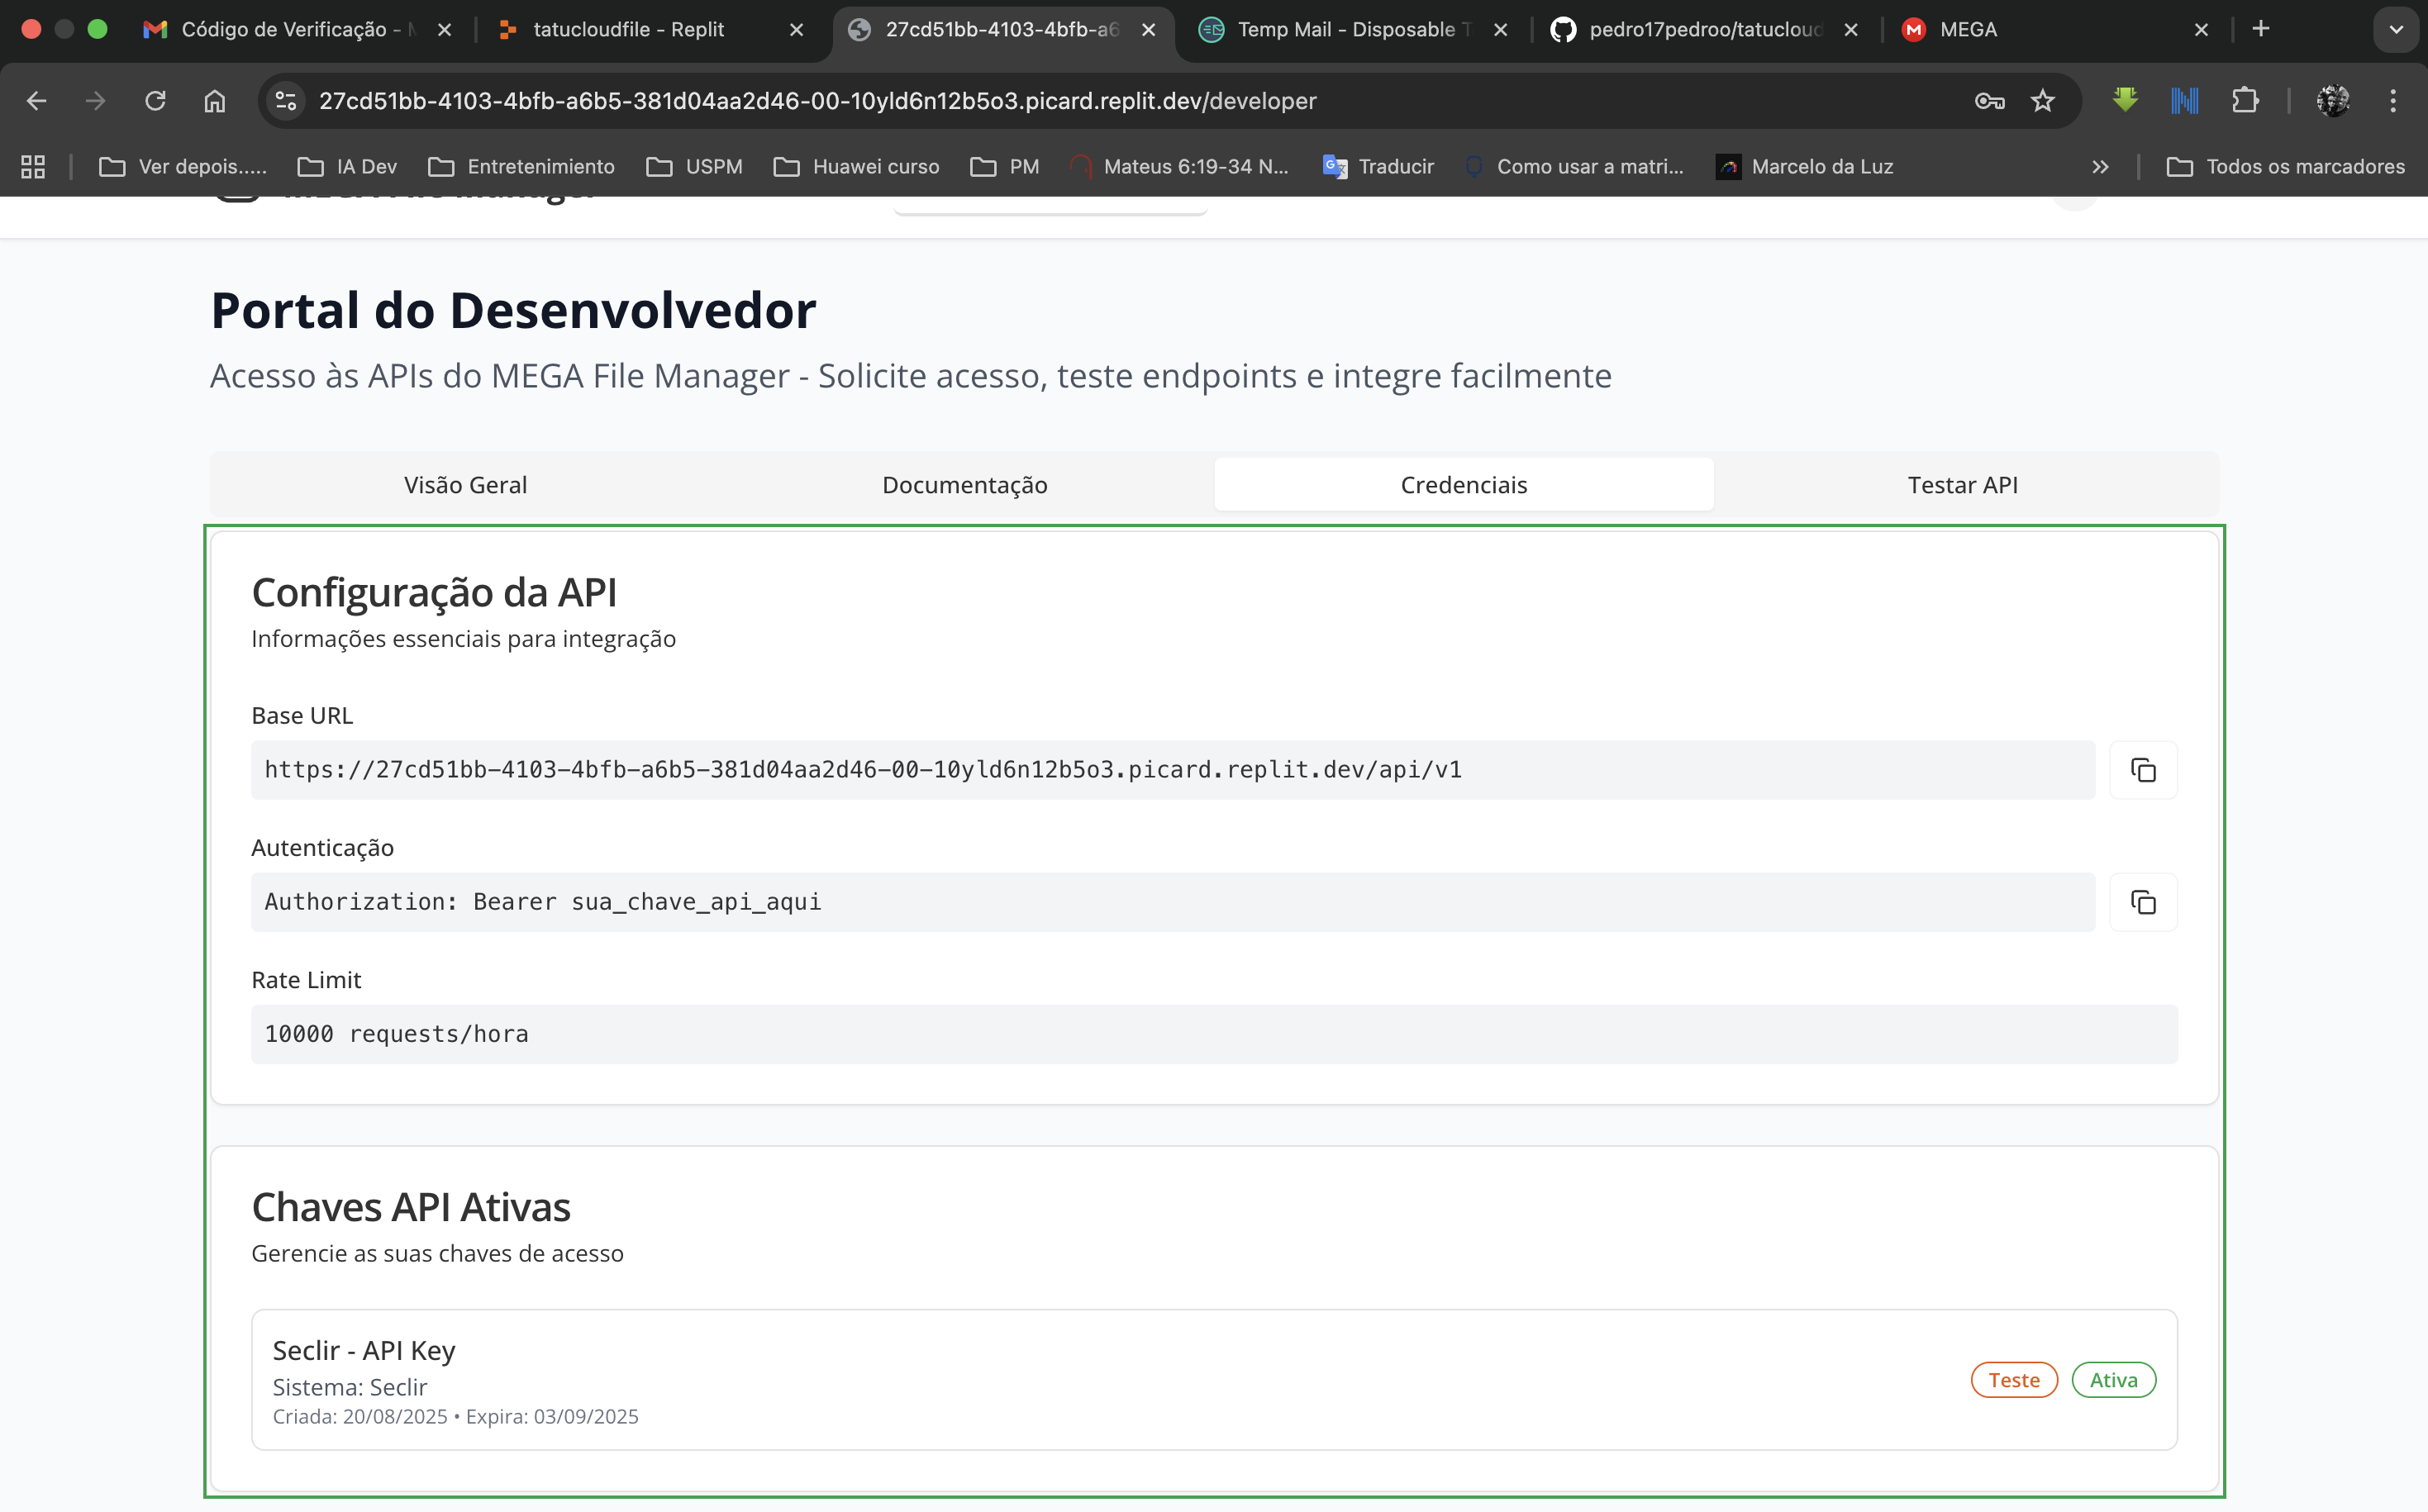 Código de Verificação -
tatucloudfile - Replit
27cd51bb-4103-4bfb-a6
Temp Mail - Disposable T
pedro17pedroo/tatucloud
MEGA
27cd51bb-4103-4bfb-a6b5-381d04aa2d46-00-10yld6n12b5o3.picard.replit.dev/developer
Ver depois.....
IA Dev
Entretenimiento
USPM
Huawei curso
PM
Mateus 6:19-34 N...
Traducir
Como usar a matri...
Marcelo da Luz
Todos os marcadores
Portal do Desenvolvedor
Acesso às APIs do MEGA File Manager - Solicite acesso, teste endpoints e integre facilmente
Visão Geral
Documentação
Credenciais
Testar API
Configuração da API
Informações essenciais para integração
Base URL
https://27cd51bb-4103-4bfb-a6b5-381d04aa2d46-00-10yld6n12b5o3.picard.replit.dev/api/v1
Autenticação
Authorization: Bearer sua_chave_api_aqui
Rate Limit
10000 requests/hora
Chaves API Ativas
Gerencie as suas chaves de acesso
Seclir - API Key
Sistema: Seclir
Criada: 20/08/2025 • Expira: 03/09/2025
Teste
Ativa